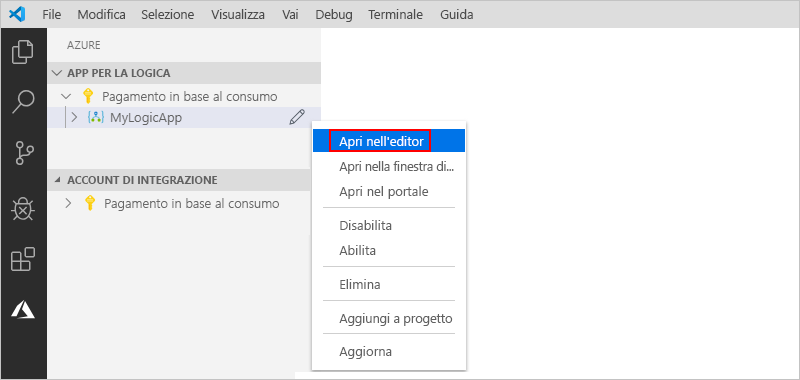 File Modifica Selezione Visualizza Vai Debug Terminale Guida
AZURE
APP PER LA LOGICA
Pagamento in base al consumo
MyLogicApp
ACCOUNT DI INTEGRAZIONE
Pagamento in base al consumo
Apri nell'editor
Apri nella finestra di...
Apri nel portale
Disabilita
Abilita
Elimina
Aggiungi a progetto
Aggiorna